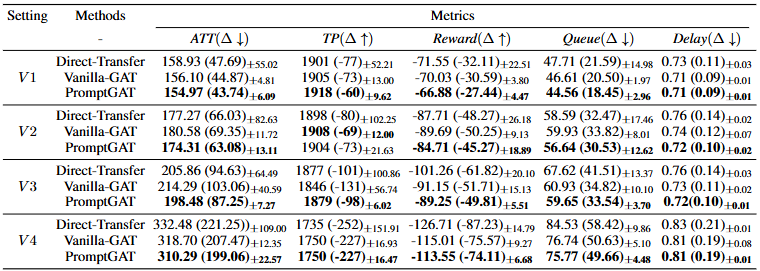 Setting Methods Metrics
- ATT(Δ ↓) TP(Δ ↑) Reward(Δ ↑) Queue(Δ ↓) Delay(Δ ↓)
V1 Direct-Transfer 158.93 (47.69)±55.02 1901 (-77)±52.21 -71.55 (-32.11)±22.51 47.71 (21.59)±14.98 0.73 (0.11)±0.03
Vanilla-GAT 156.10 (44.87)±4.81 1905 (-73)±13.00 -70.03 (-30.59)±3.80 46.61 (20.50)±1.97 0.71 (0.09)±0.01
PromptGAT 154.97 (43.74)±6.09 1918 (-60)±9.62 -66.88 (-27.44)±4.47 44.56 (18.45)±2.96 0.71 (0.09)±0.01
V2 Direct-Transfer 177.27 (66.03)±82.63 1898 (-80)±102.25 -87.71 (-48.27)±26.18 58.59 (32.47)±17.46 0.76 (0.14)±0.02
Vanilla-GAT 180.58 (69.35)±11.72 1908 (-69)±12.00 -89.69 (-50.25)±9.13 59.93 (33.82)±8.01 0.74 (0.12)±0.07
PromptGAT 174.31 (63.08)±13.11 1904 (-73)±21.63 -84.71 (-45.27)±18.89 56.64 (30.53)±12.62 0.72 (0.10)±0.02
V3 Direct-Transfer 205.86 (94.63)±64.49 1877 (-101)±100.86 -101.26 (-61.82)±20.10 67.62 (41.51)±13.37 0.76 (0.14)±0.03
Vanilla-GAT 214.29 (103.06)±40.59 1846 (-131)±56.74 -91.15 (-51.71)±15.13 60.93 (34.82)±10.10 0.73 (0.11)±0.02
PromptGAT 198.48 (87.25)±7.27 1879 (-98)±6.02 -89.25 (-49.81)±5.51 59.65 (33.54)±3.70 0.72(0.10)±0.01
V4 Direct-Transfer 332.48 (221.25))±109.00 1735 (-252)±151.91 -126.71 (-87.23)±14.79 84.53 (58.42)±9.86 0.83 (0.21)±0.01
Vanilla-GAT 318.70 (207.47)±12.35 1750 (-227)±16.93 -115.01 (-75.57)±9.27 76.74 (50.63)±5.10 0.81 (0.19)±0.08
PromptGAT 310.29 (199.06)±22.57 1750 (-227)±16.47 -113.55 (-74.11)±6.68 75.77 (49.66)±4.48 0.81 (0.19)±0.01